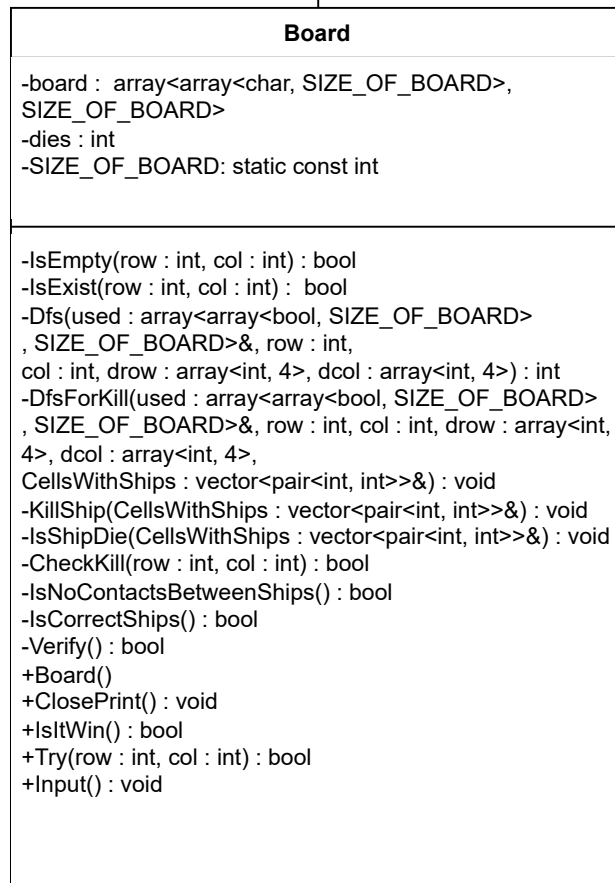 Board
-board :  array<array<char, SIZE_OF_BOARD>,
SIZE_OF_BOARD>
-dies : int
-SIZE_OF_BOARD: static const int
-IsEmpty(row : int, col : int) : bool
-IsExist(row : int, col : int) :  bool
-Dfs(used : array<array<bool, SIZE_OF_BOARD>
, SIZE_OF_BOARD>&, row : int,
col : int, drow : array<int, 4>, dcol : array<int, 4>) : int
-DfsForKill(used : array<array<bool, SIZE_OF_BOARD>
, SIZE_OF_BOARD>&, row : int, col : int, drow : array<int,
4>, dcol : array<int, 4>,
CellsWithShips : vector<pair<int, int>>&) : void
-KillShip(CellsWithShips : vector<pair<int, int>>&) : void
-IsShipDie(CellsWithShips : vector<pair<int, int>>&) : void
-CheckKill(row : int, col : int) : bool
-IsNoContactsBetweenShips() : bool
-IsCorrectShips() : bool
-Verify() : bool
+Board()
+ClosePrint() : void
+IsItWin() : bool
+Try(row : int, col : int) : bool
+Input() : void